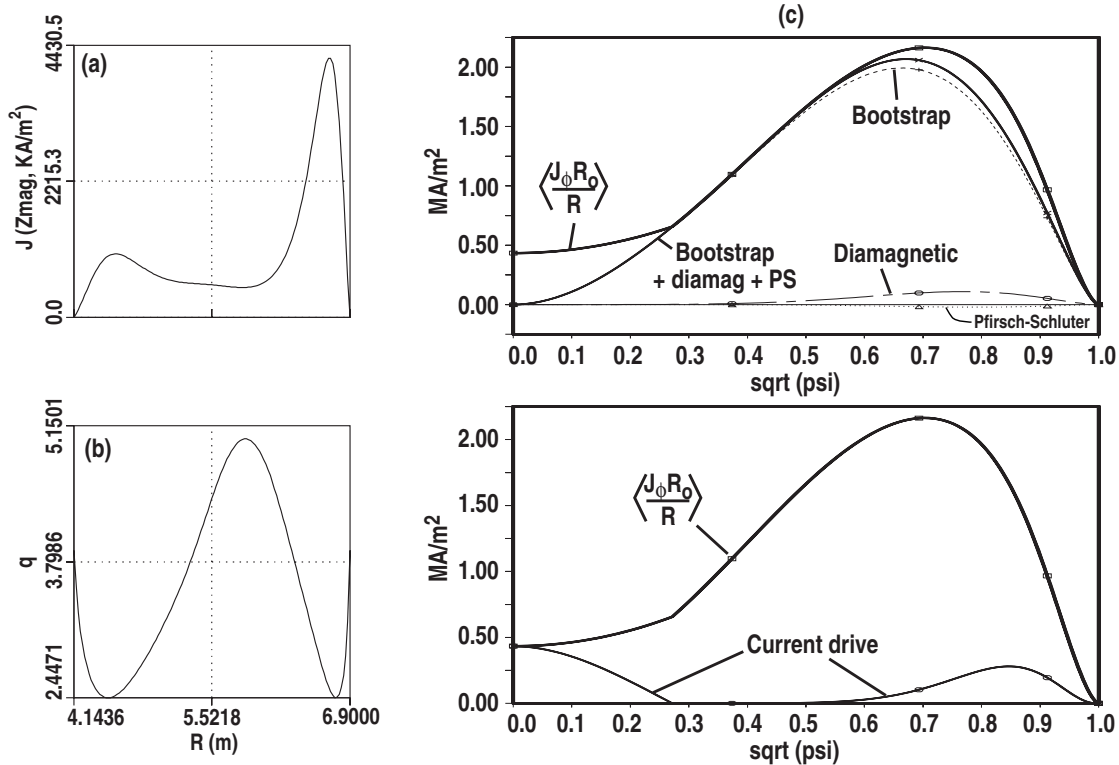 (a)
4430.5
2215.3
0.0
J (Zmag, KA/m²)
(b)
5.1501
3.7986
2.4471
q
4.1436
5.5218
6.9000
R (m)
(c)
2.00
1.50
1.00
0.50
0.00
MA/m²
Bootstrap
⟨JϕRo/R⟩
Bootstrap
+ diamag + PS
Diamagnetic
Pfirsch-Schluter
0.0 0.1 0.2 0.3 0.4 0.5 0.6 0.7 0.8 0.9 1.0
sqrt (psi)
2.00
1.50
1.00
0.50
0.00
MA/m²
⟨JϕRo/R⟩
Current drive
0.0 0.1 0.2 0.3 0.4 0.5 0.6 0.7 0.8 0.9 1.0
sqrt (psi)